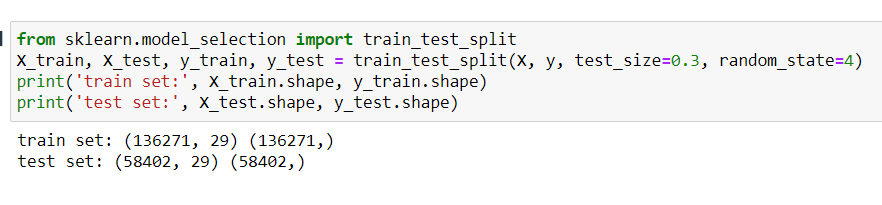 from sklearn.model_selection import train_test_split
X_train, X_test, y_train, y_test = train_test_split(X, y, test_size=0.3, random_state=4)
print('train set:', X_train.shape, y_train.shape)
print('test set:', X_test.shape, y_test.shape)
train set: (136271, 29) (136271,)
test set: (58402, 29) (58402,)